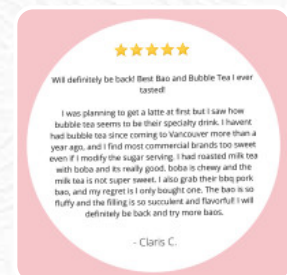 Will definitely be back! Best Bao and Bubble Tea I ever
tasted!
I was planning to get a latte at first but I saw how
bubble tea seems to be their specialty drink. I havent
had bubble tea since coming to Vancouver more than a
year ago, and I find most commercial brands too sweet
even if I modify the sugar serving. I had roasted milk tea
with boba and its really good. boba is chewy and the
milk tea is not super sweet. I also grab their bbq pork
bao, and my regret is I only bought one. The bao is so
fluffy and the filling is so succulent and flavorful! I will
definitely be back and try more baos.
- Claris C.